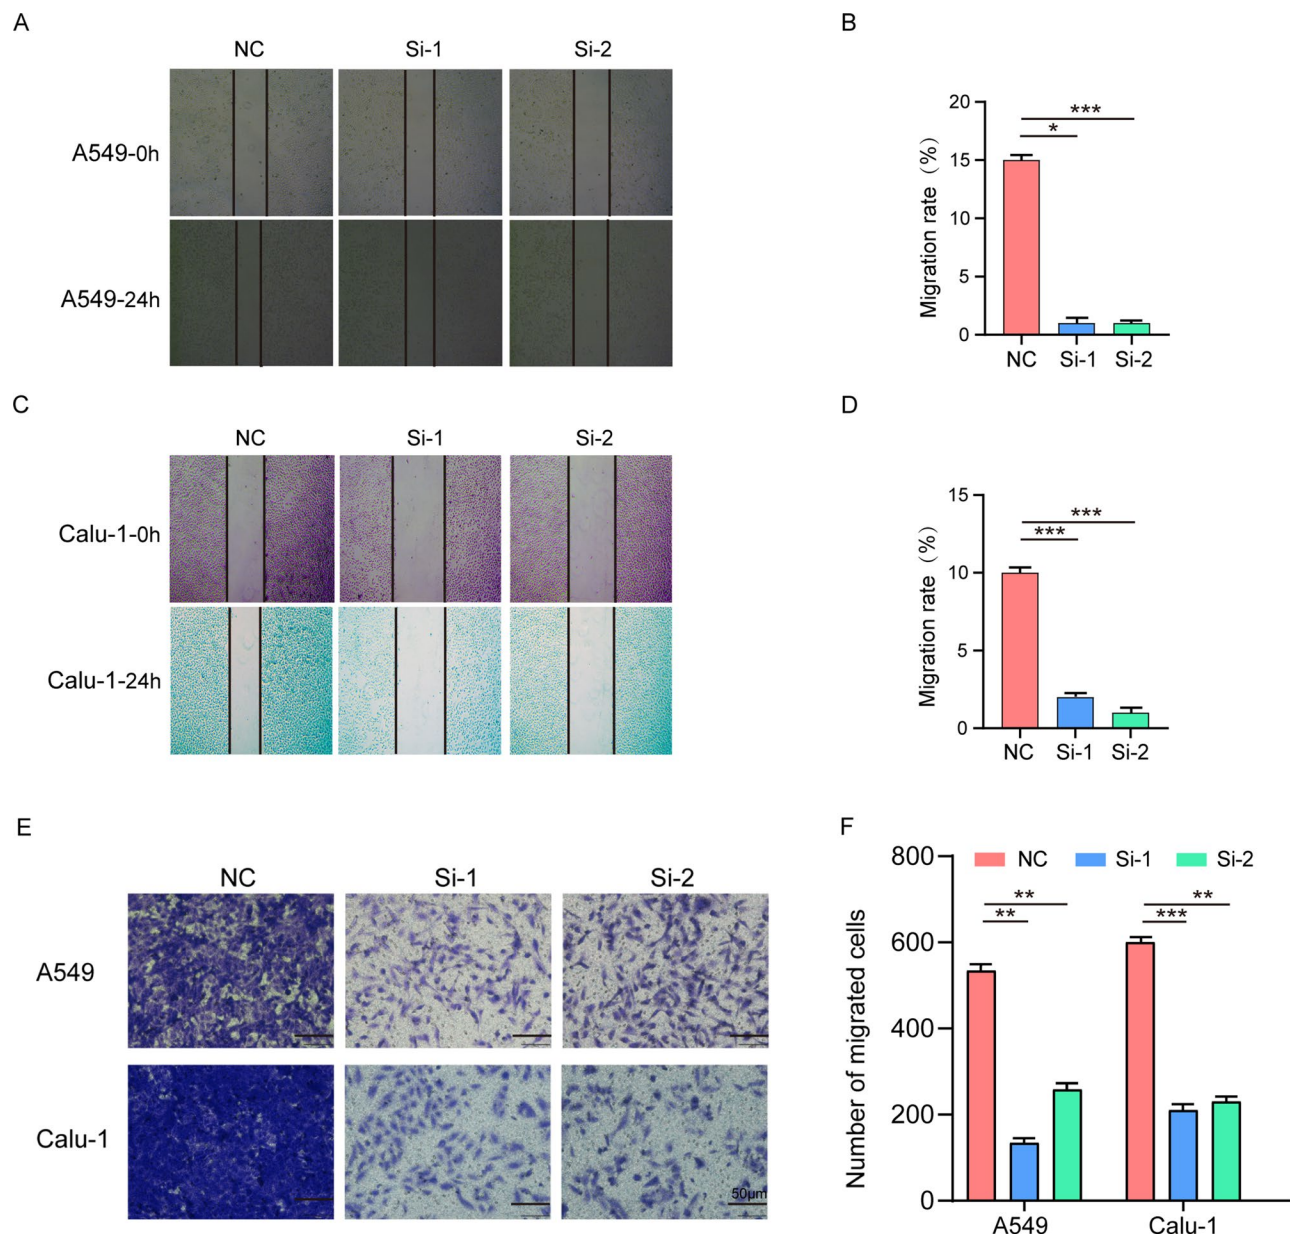 A
NC Si-1 Si-2
A549-0h
A549-24h
B
Migration rate (%)
20
15
10
5
0
***
*
NC Si-1 Si-2
C
NC Si-1 Si-2
Calu-1-0h
Calu-1-24h
D
Migration rate (%)
15
10
5
0
***
***
NC Si-1 Si-2
E
NC Si-1 Si-2
A549
Calu-1
50μm
F
Number of migrated cells
800
600
400
200
0
NC Si-1 Si-2
** **
** ***
A549 Calu-1